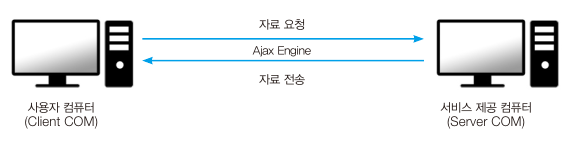 자료 요청
Ajax Engine
자료 전송
사용자 컴퓨터
(Client COM)
서비스 제공 컴퓨터
(Server COM)